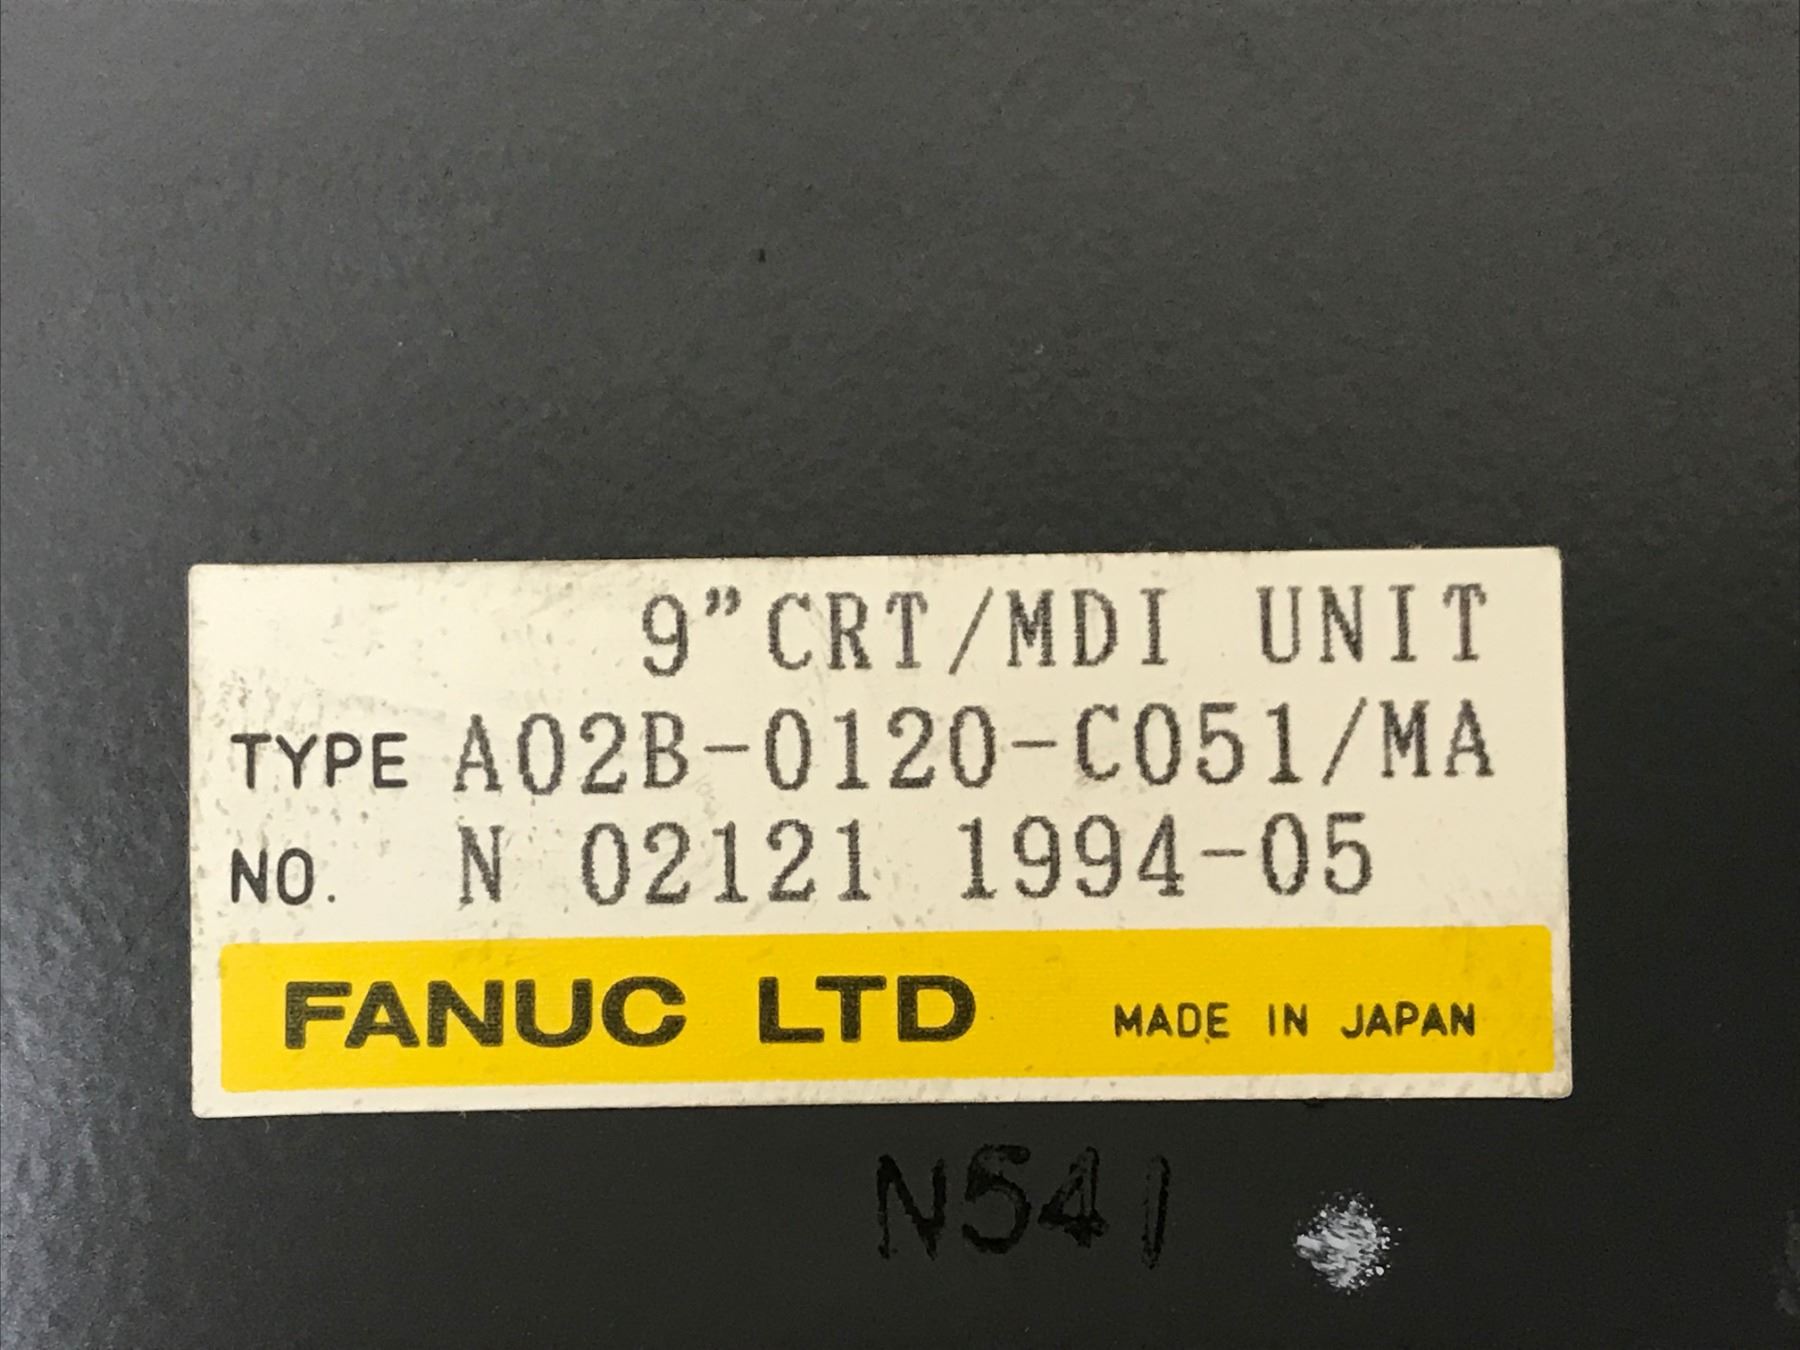 9”CRT/MDI UNIT
TYPE A02B-0120-C051/MA
NO. N 02121 1994-05
FANUC LTD MADE IN JAPAN
N541